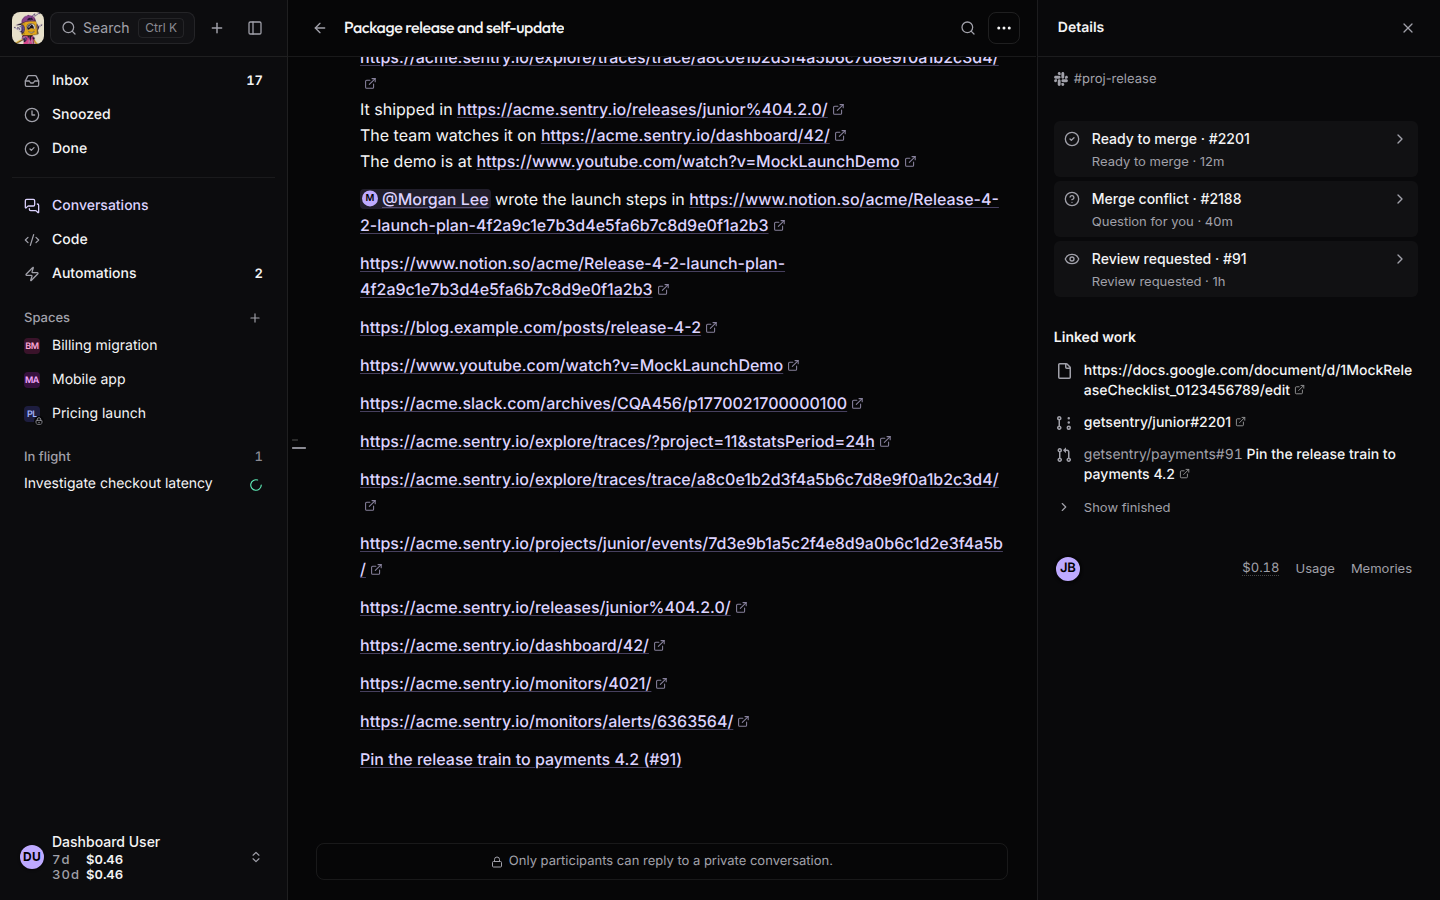 Search Ctrl K
Inbox 17
Snoozed
Done
Conversations
Code
Automations 2
Spaces
BM Billing migration
MA Mobile app
PL Pricing launch
In flight 1
Investigate checkout latency
DU Dashboard User
7d $0.46
30d $0.46
Package release and self-update
https://acme.sentry.io/explore/traces/trace/a8c0e1b2d3f4a5b6c7d8e9f0a1b2c3d4/
It shipped in https://acme.sentry.io/releases/junior%404.2.0/
The team watches it on https://acme.sentry.io/dashboard/42/
The demo is at https://www.youtube.com/watch?v=MockLaunchDemo
M @Morgan Lee wrote the launch steps in https://www.notion.so/acme/Release-4-
2-launch-plan-4f2a9c1e7b3d4e5fa6b7c8d9e0f1a2b3
https://www.notion.so/acme/Release-4-2-launch-plan-
4f2a9c1e7b3d4e5fa6b7c8d9e0f1a2b3
https://blog.example.com/posts/release-4-2
https://www.youtube.com/watch?v=MockLaunchDemo
https://acme.slack.com/archives/CQA456/p1770021700000100
https://acme.sentry.io/explore/traces/?project=11&statsPeriod=24h
https://acme.sentry.io/explore/traces/trace/a8c0e1b2d3f4a5b6c7d8e9f0a1b2c3d4/
https://acme.sentry.io/projects/junior/events/7d3e9b1a5c2f4e8d9a0b6c1d2e3f4a5b
/
https://acme.sentry.io/releases/junior%404.2.0/
https://acme.sentry.io/dashboard/42/
https://acme.sentry.io/monitors/4021/
https://acme.sentry.io/monitors/alerts/6363564/
Pin the release train to payments 4.2 (#91)
Only participants can reply to a private conversation.
Details
#proj-release
Ready to merge · #2201
Ready to merge · 12m
Merge conflict · #2188
Question for you · 40m
Review requested · #91
Review requested · 1h
Linked work
https://docs.google.com/document/d/1MockRele
aseChecklist_0123456789/edit
getsentry/junior#2201
getsentry/payments#91 Pin the release train to
payments 4.2
Show finished
JB $0.18 Usage Memories